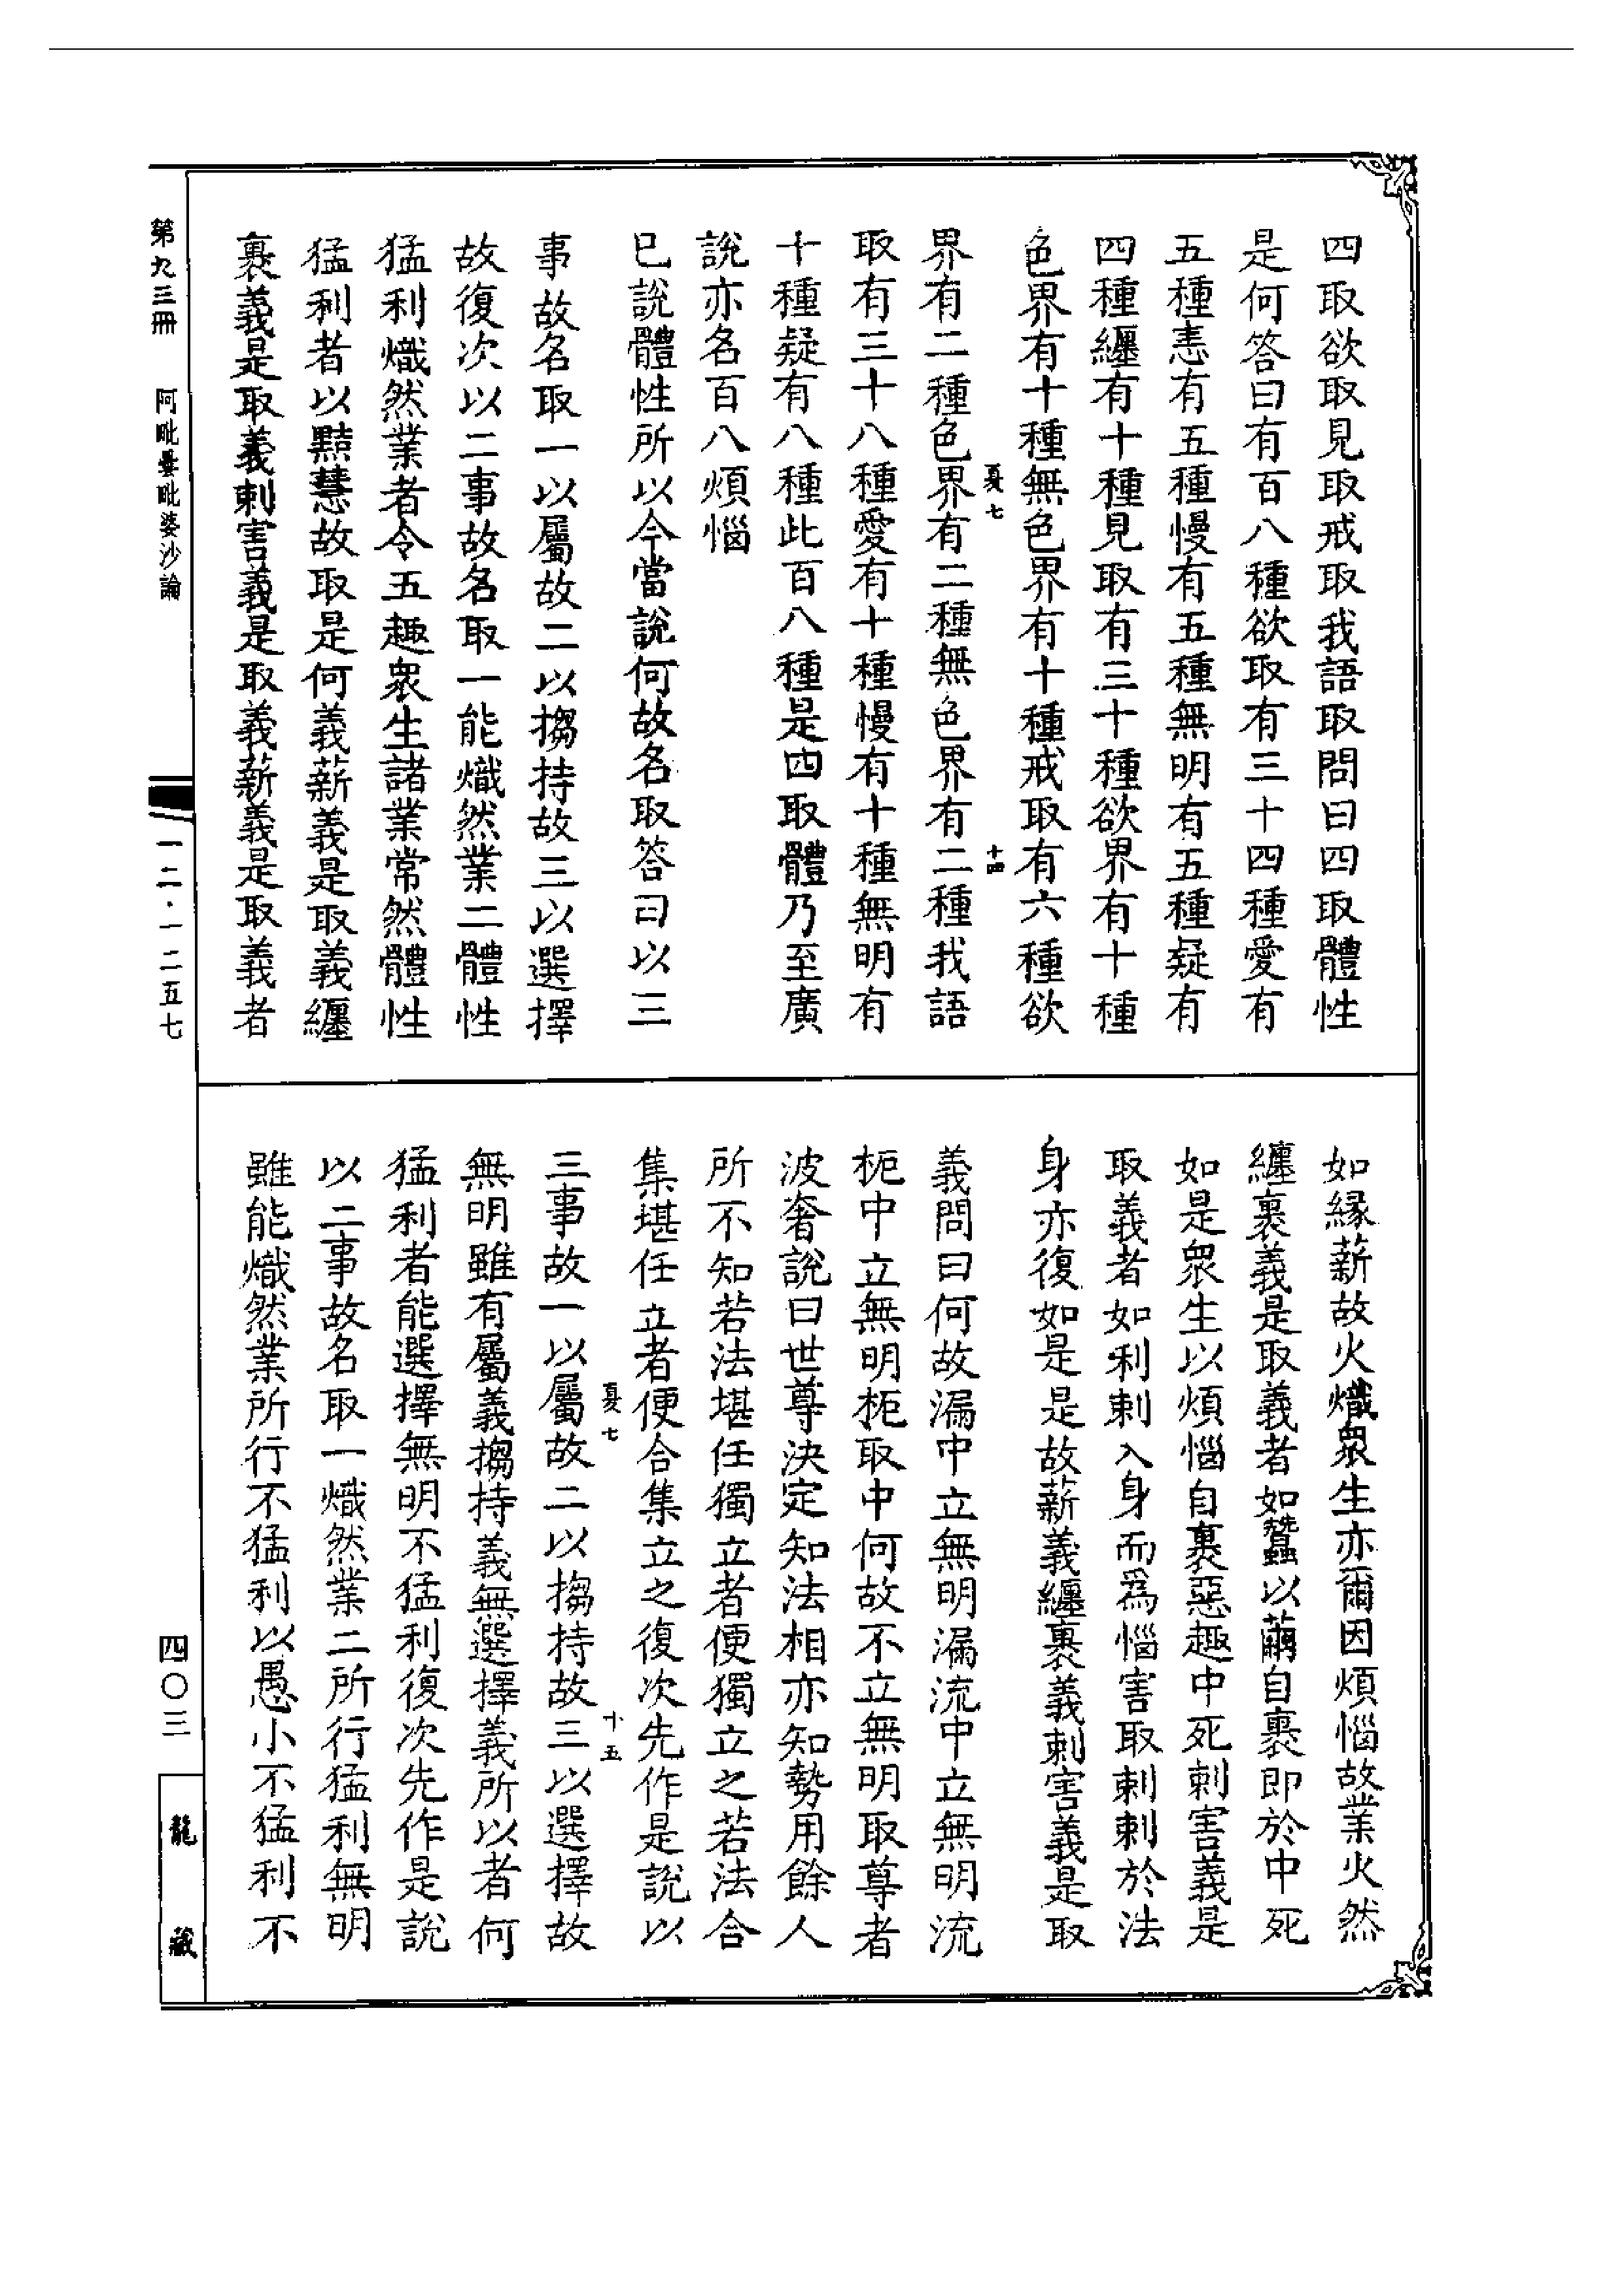 四取欲取見取戒取我語取問曰四取體性
是何答曰有百八種欲取有三十四種愛有
五種恚有五種慢有五種無明有五種疑有
四種纏有十種見取有三十種欲界有十種
色界有十種無色界有十種戒取有六種欲
界有二種色界有二種無色界有二種我語
取有三十八種愛有十種慢有十種無明有
十種疑有八種此百八種是四取體乃至廣
說亦名百八煩惱
已說體性所以今當說何故名取答曰以三
事故名取一以屬故二以搊持故三以選擇
故復次以二事故名取一能熾然業二體性
猛利熾然業者令五趣衆生諸業常然體性
猛利者以黠慧故取是何義薪義是取義纏
裹義是取義刺害義是取義薪義是取義者
如緣薪故火熾衆生亦爾因煩惱故業火然
纏裹義是取義者如蠶以繭自裹即於中死
如是衆生以煩惱自裹惡趣中死刺害義是
取義者如利刺入身而爲惱害取刺刺於法
身亦復如是是故薪義纏裹義刺害義是取
義問曰何故漏中立無明漏流中立無明流
枙中立無明枙取中何故不立無明取尊者
波奢說曰世尊決定知法相亦知勢用餘人
所不知若法堪任獨立者便獨立之若法合
集堪任立者便合集立之復次先作是說以
三事故一以屬故二以搊持故三以選擇故
無明雖有屬義搊持義無選擇義所以者何
猛利者能選擇無明不猛利復次先作是說
以二事故名取一熾然業二所行猛利無明
雖能熾然業所行不猛利以愚小不猛利不
夏七
十四
夏七
十五
第九三冊
阿毗曇毗婆沙論
一二·一二五七
四〇三
龍藏